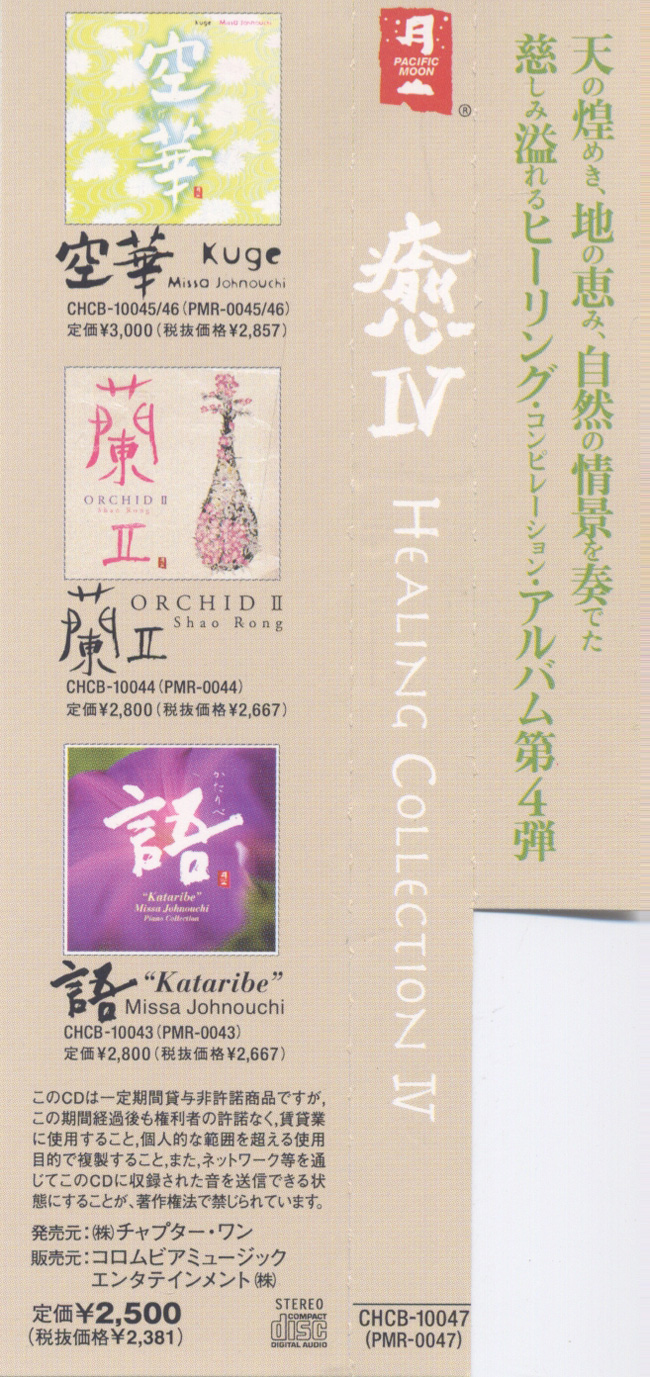 天の煌めき、地の恵み、自然の情景を奏でた
慈しみ溢れるヒーリング・コンピレーション・アルバム第4弾
月
PACIFIC
MOON
®
癒
IV
HEALING COLLECTION IV
CHCB-10047
(PMR-0047)
Kuge Missa Johnouchi
空
華
空華 Kuge
Missa Johnouchi
CHCB-10045/46(PMR-0045/46)
定価¥3,000(税抜価格¥2,857)
蘭
ORCHID II
Shao Rong
II
蘭II
ORCHID II
Shao Rong
CHCB-10044(PMR-0044)
定価¥2,800(税抜価格¥2,667)
かたりべ
語
"Kataribe"
Missa Johnouchi
Piano Collection
語 "Kataribe"
Missa Johnouchi
CHCB-10043(PMR-0043)
定価¥2,800(税抜価格¥2,667)
このCDは一定期間貸与非許諾商品ですが,
この期間経過後も権利者の許諾なく,賃貸業
に使用すること,個人的な範囲を超える使用
目的で複製すること,また,ネットワーク等を通
じてこのCDに収録された音を送信できる状
態にすることが、著作権法で禁じられています。
発売元:(株)チャプター・ワン
販売元:コロムビアミュージック
エンタテインメント(株)
定価¥2,500
(税抜価格¥2,381)
STEREO
COMPACT
disc
DIGITAL AUDIO